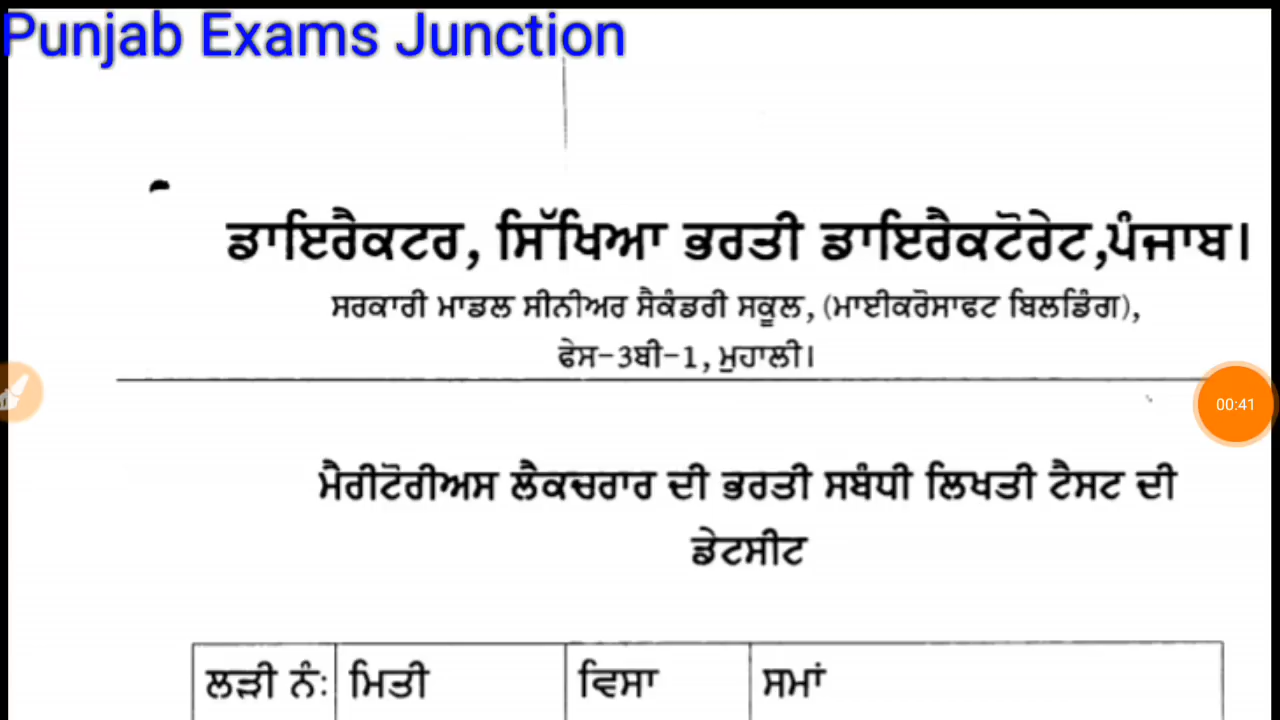 Punjab Exams Junction
ਡਾਇਰੈਕਟਰ, ਸਿੱਖਿਆ ਭਰਤੀ ਡਾਇਰੈਕਟੋਰੇਟ,ਪੰਜਾਬ।
ਸਰਕਾਰੀ ਮਾਡਲ ਸੀਨੀਅਰ ਸੈਕੰਡਰੀ ਸਕੂਲ, (ਮਾਈਕਰੋਸਾਫਟ ਬਿਲਡਿੰਗ),
ਫੇਸ-3ਬੀ-1, ਮੁਹਾਲੀ।
00:41
ਮੈਰੀਟੋਰੀਅਸ ਲੈਕਚਰਾਰ ਦੀ ਭਰਤੀ ਸਬੰਧੀ ਲਿਖਤੀ ਟੈਸਟ ਦੀ
ਡੇਟਸੀਟ
ਲੜੀ ਨੰ: ਮਿਤੀ ਵਿਸਾ ਸਮਾਂ